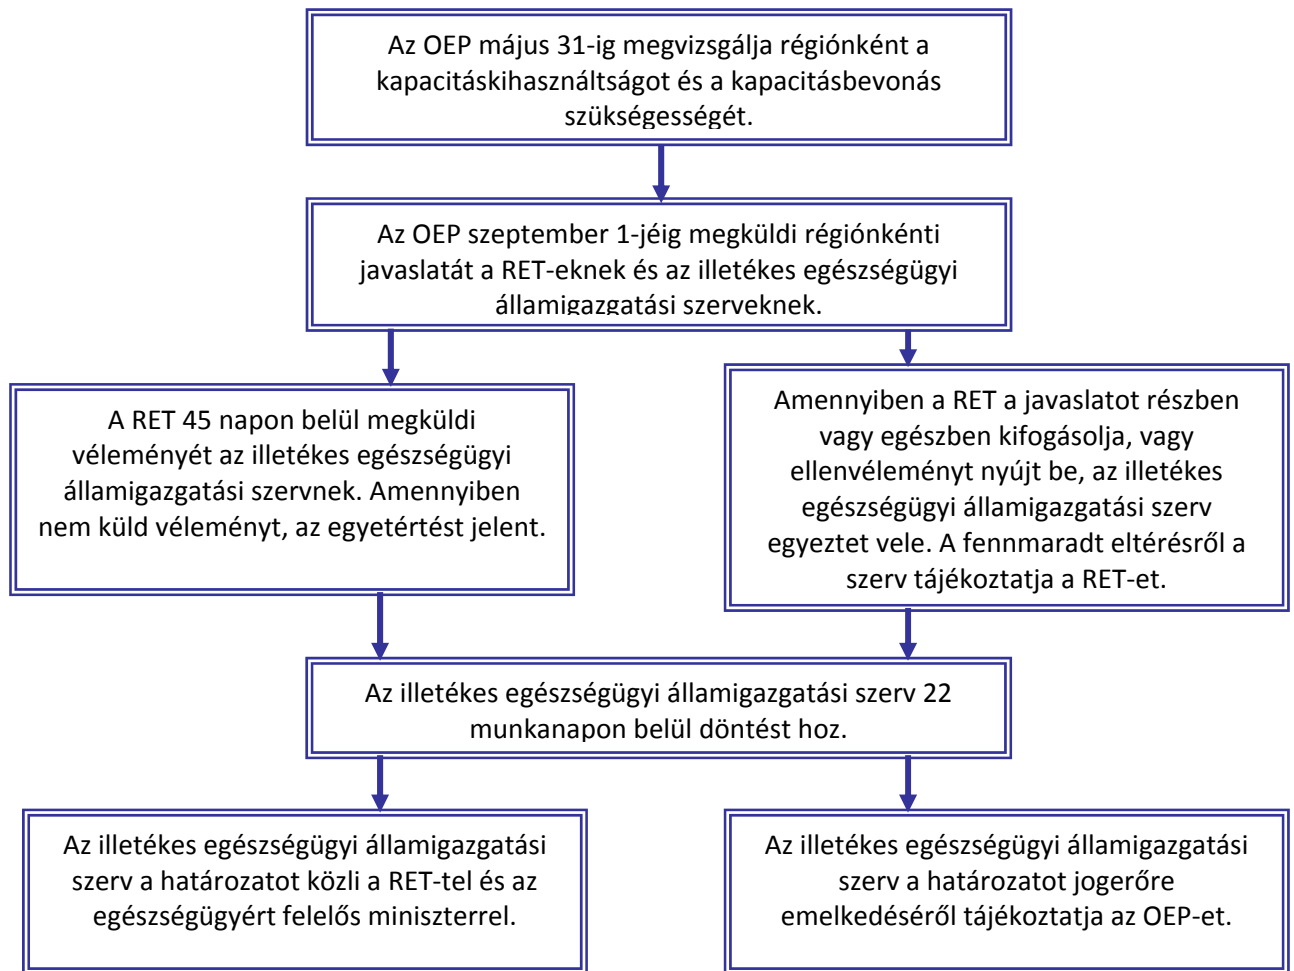 Az OEP május 31-ig megvizsgálja régiónként a
kapacitáskihasználtságot és a kapacitásbevonás
szükségességét.
Az OEP szeptember 1-jéig megküldi régiónkénti
javaslatát a RET-eknek és az illetékes egészségügyi
államigazgatási szerveknek.
A RET 45 napon belül megküldi
véleményét az illetékes egészségügyi
államigazgatási szervnek. Amennyiben
nem küld véleményt, az egyetértést jelent.
Amennyiben a RET a javaslatot részben
vagy egészben kifogásolja, vagy
ellenvéleményt nyújt be, az illetékes
egészségügyi államigazgatási szerv
egyeztet vele. A fennmaradt eltérésről a
szerv tájékoztatja a RET-et.
Az illetékes egészségügyi államigazgatási szerv 22
munkanapon belül döntést hoz.
Az illetékes egészségügyi államigazgatási
szerv a határozatot közli a RET-tel és az
egészségügyért felelős miniszterrel.
Az illetékes egészségügyi államigazgatási
szerv a határozatot jogerőre
emelkedéséről tájékoztatja az OEP-et.